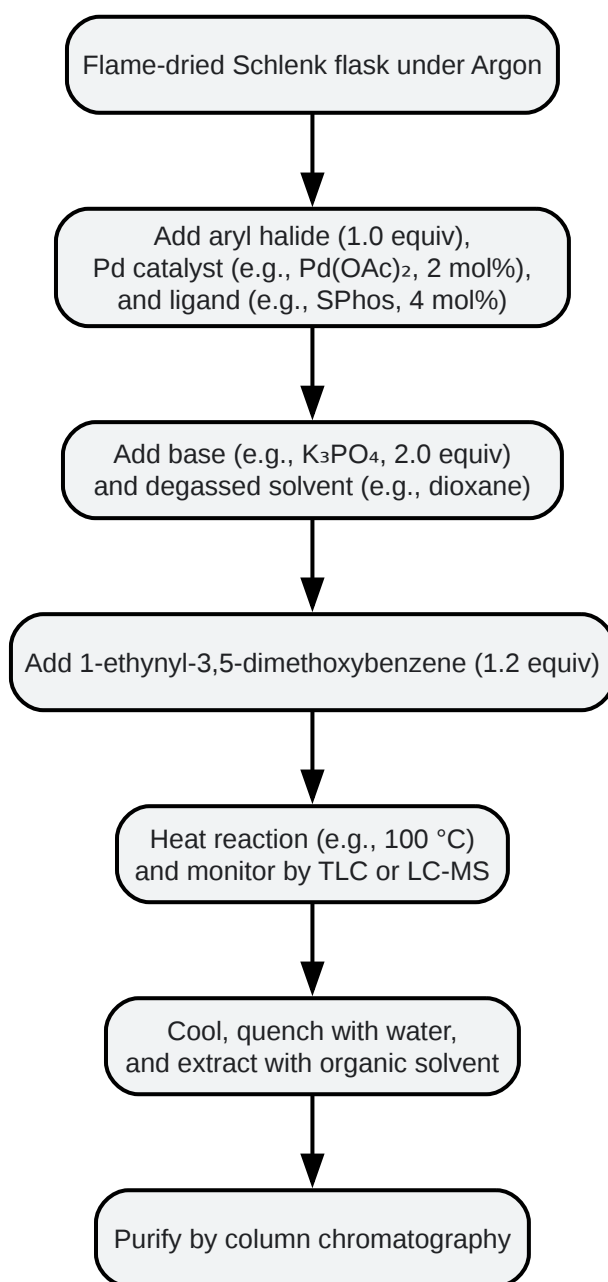 Flame-dried Schlenk flask under Argon
Add aryl halide (1.0 equiv),
Pd catalyst (e.g., Pd(OAc)₂, 2 mol%),
and ligand (e.g., SPhos, 4 mol%)
Add base (e.g., K₃PO₄, 2.0 equiv)
and degassed solvent (e.g., dioxane)
Add 1-ethynyl-3,5-dimethoxybenzene (1.2 equiv)
Heat reaction (e.g., 100 °C)
and monitor by TLC or LC-MS
Cool, quench with water,
and extract with organic solvent
Purify by column chromatography